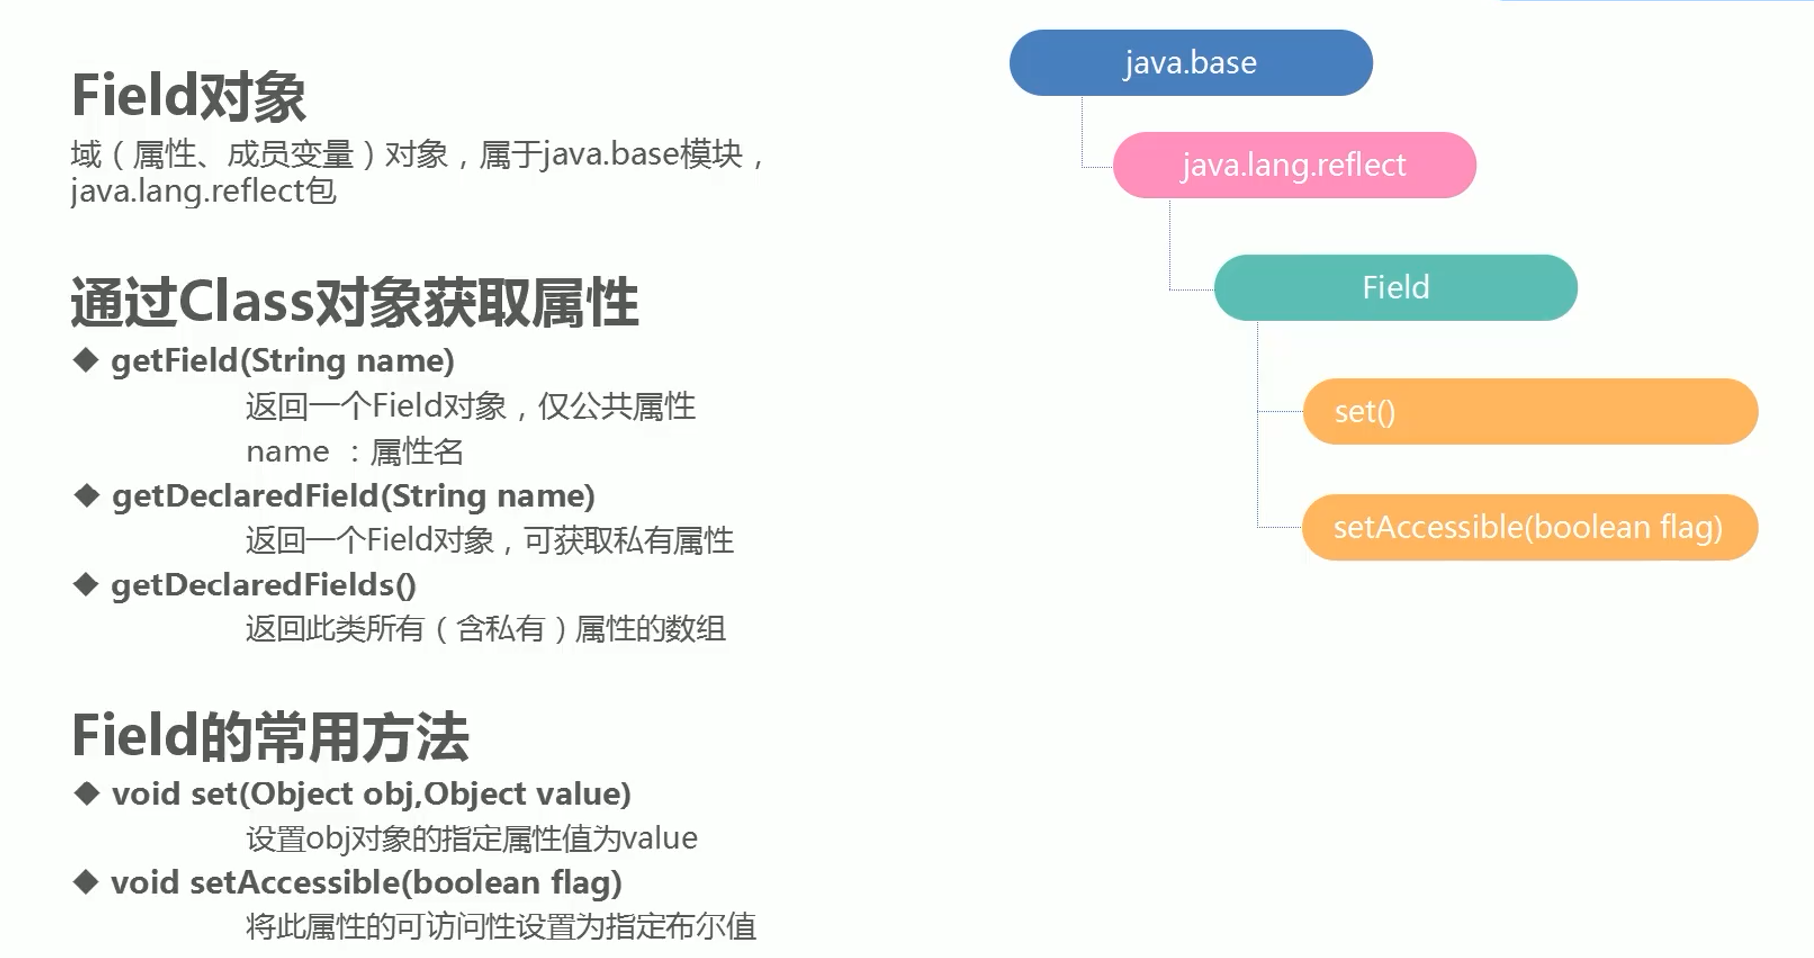 Field对象
域（属性、成员变量）对象，属于java.base模块，
java.lang.reflect包
通过Class对象获取属性
◆ getField(String name)
返回一个Field对象，仅公共属性
name ：属性名
◆ getDeclaredField(String name)
返回一个Field对象，可获取私有属性
◆ getDeclaredFields()
返回此类所有（含私有）属性的数组
Field的常用方法
◆ void set(Object obj,Object value)
设置obj对象的指定属性值为value
◆ void setAccessible(boolean flag)
将此属性的可访问性设置为指定布尔值
java.base
java.lang.reflect
Field
set()
setAccessible(boolean flag)